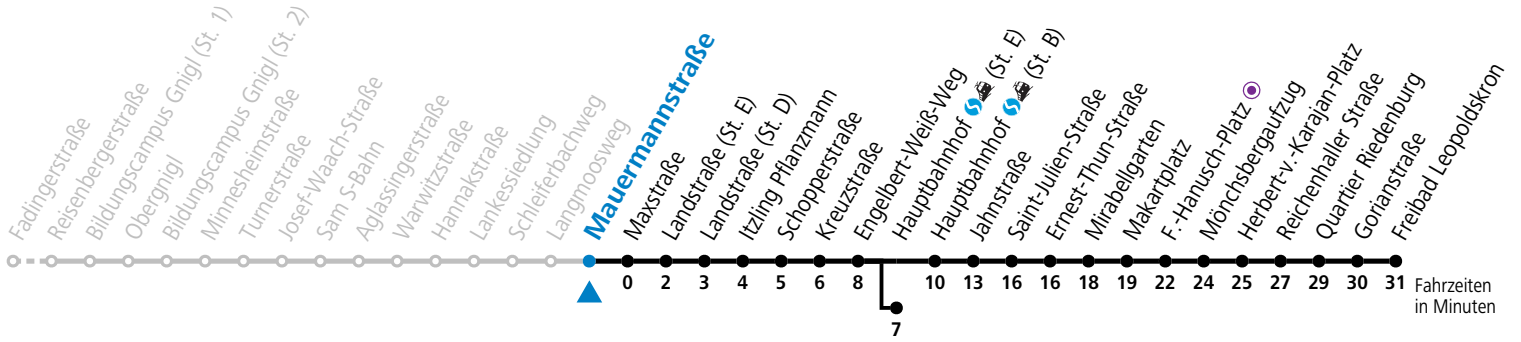 Fadingerstraße
Reisenbergerstraße
Bildungscampus Gnigl (St. 1)
Obergnigl
Bildungscampus Gnigl (St. 2)
Minnesheimstraße
Turnerstraße
Josef-Waach-Straße
Sam S-Bahn
Aglassingerstraße
Warwitzstraße
Hannakstraße
Lankessiedlung
Schleiferbachweg
Langmoosweg
Mauermannstraße
Maxstraße
Landstraße (St. E)
Landstraße (St. D)
Itzling Pflanzmann
Schopperstraße
Kreuzstraße
Engelbert-Weiß-Weg
Hauptbahnhof (St. E)
Hauptbahnhof (St. B)
Jahnstraße
Saint-Julien-Straße
Ernest-Thun-Straße
Mirabellgarten
Makartplatz
F.-Hanusch-Platz
Mönchsbergaufzug
Herbert-v.-Karajan-Platz
Reichenhaller Straße
Quartier Riedenburg
Gorianstraße
Freibad Leopoldskron
0 2 3 4 5 6 8 10 13 16 16 18 19 22 24 25 27 29 30 31
Fahrzeiten
in Minuten
7